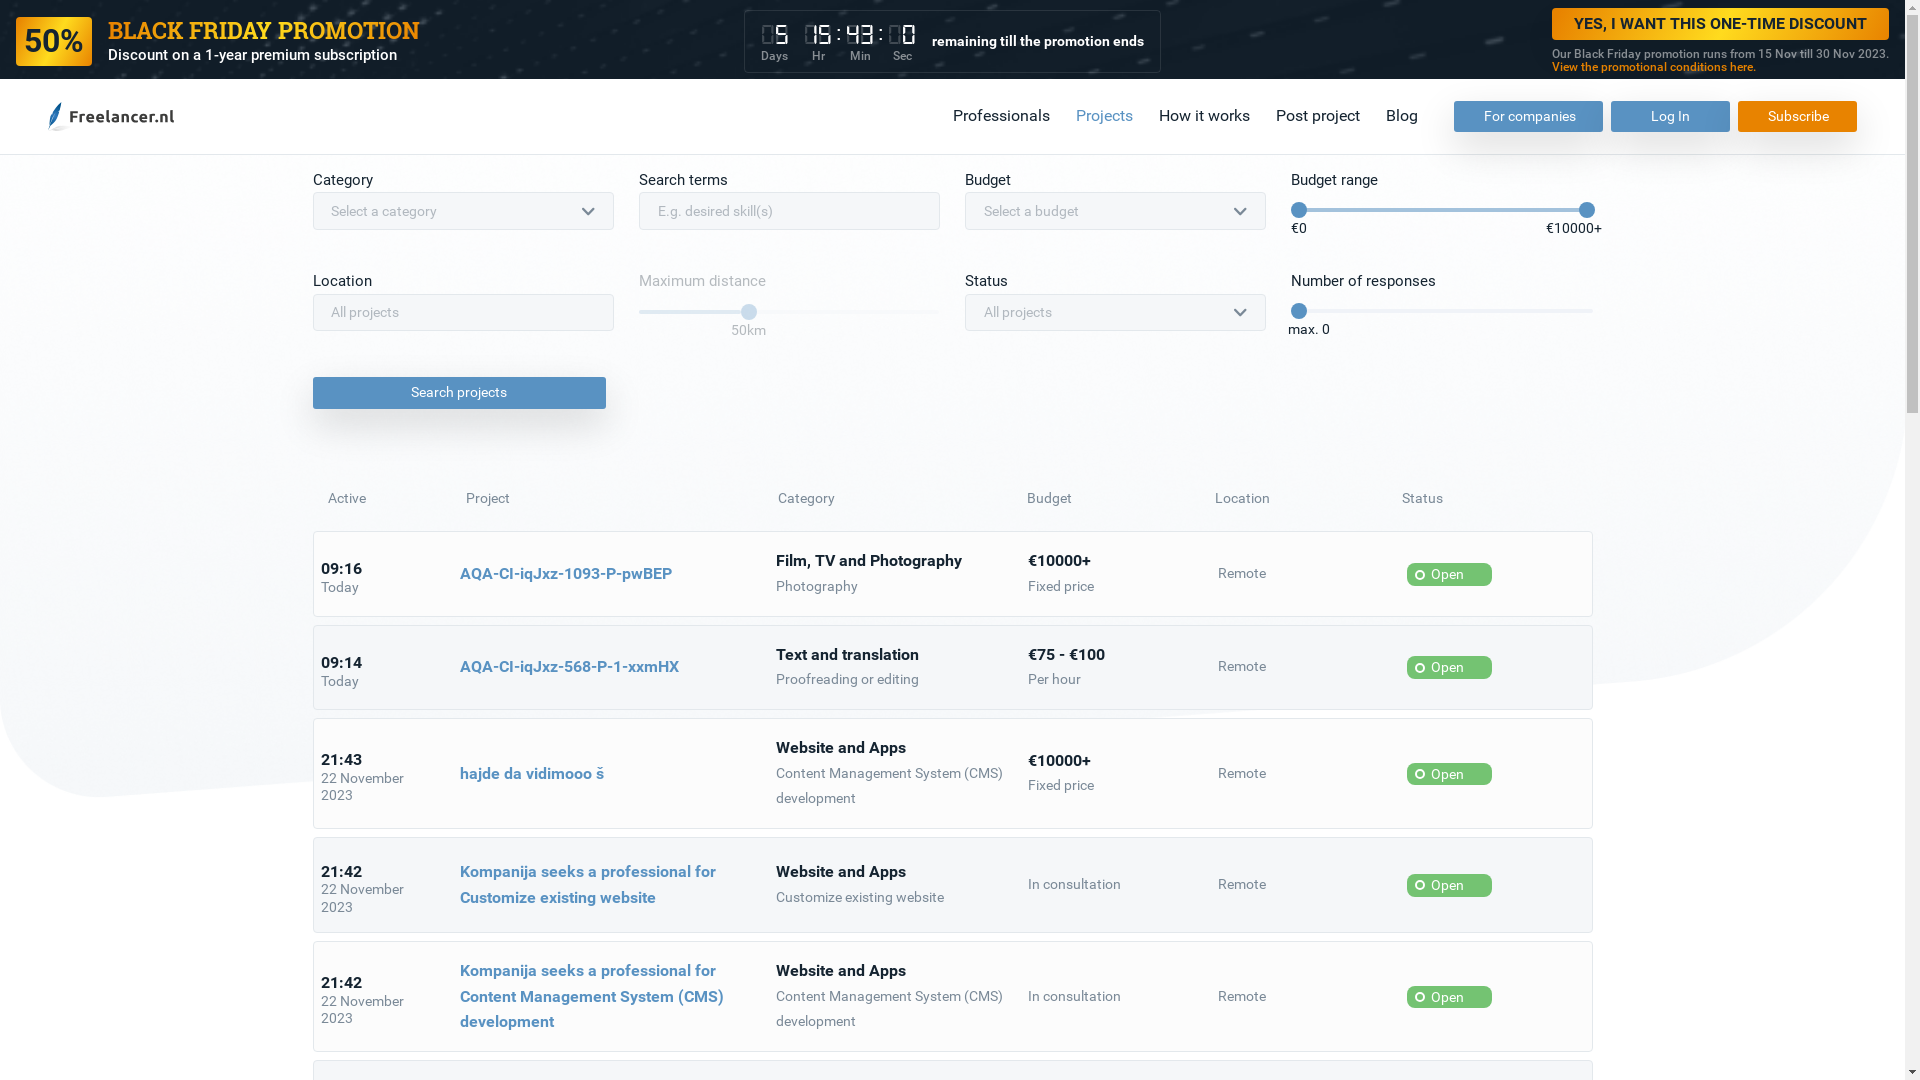 50%
BLACK FRIDAY PROMOTION
Discount on a 1-year premium subscription
5 15 : 43 : 0
Days Hr Min Sec
remaining till the promotion ends
YES, I WANT THIS ONE-TIME DISCOUNT
Our Black Friday promotion runs from 15 Nov till 30 Nov 2023.
View the promotional conditions here.
Freelancer.nl
Professionals Projects How it works Post project Blog For companies Log In Subscribe
Category Search terms Budget Budget range
Select a category E.g. desired skill(s) Select a budget
€0 €10000+
Location Maximum distance Status Number of responses
All projects All projects
50km max. 0
Search projects
Active Project Category Budget Location Status
09:16
Today
AQA-CI-iqJxz-1093-P-pwBEP
Film, TV and Photography
Photography
€10000+
Fixed price
Remote
Open
09:14
Today
AQA-CI-iqJxz-568-P-1-xxmHX
Text and translation
Proofreading or editing
€75 - €100
Per hour
Remote
Open
21:43
22 November
2023
hajde da vidimooo š
Website and Apps
Content Management System (CMS)
development
€10000+
Fixed price
Remote
Open
21:42
22 November
2023
Kompanija seeks a professional for
Customize existing website
Website and Apps
Customize existing website
In consultation
Remote
Open
21:42
22 November
2023
Kompanija seeks a professional for
Content Management System (CMS)
development
Website and Apps
Content Management System (CMS)
development
In consultation
Remote
Open